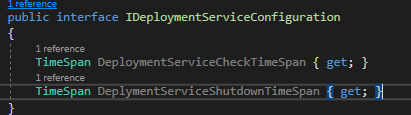 1 reference
public interface IDeploymentServiceConfiguration
{
1 reference
TimeSpan DeploymentServiceCheckTimeSpan { get; }
1 reference
TimeSpan DeplymentServiceShutdownTimeSpan { get; }
}